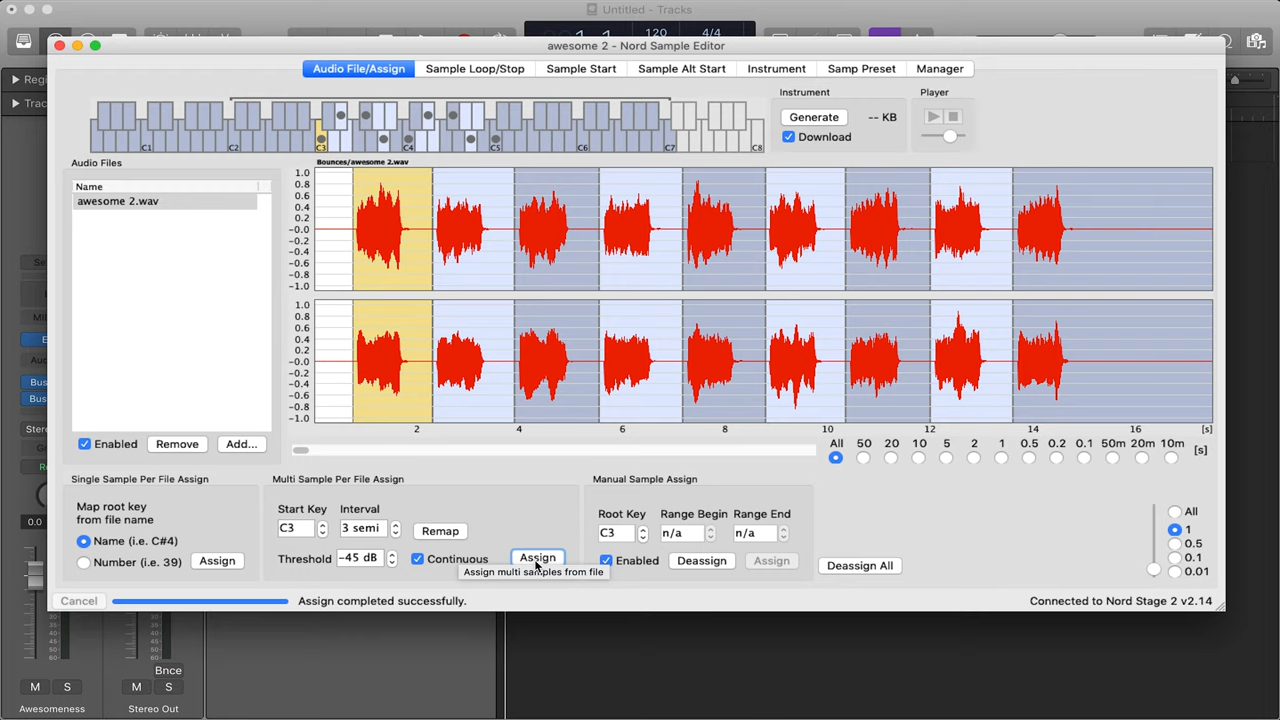 Untitled - Tracks
120
4/4
awesome 2 - Nord Sample Editor
Audio File/Assign
Sample Loop/Stop
Sample Start
Sample Alt Start
Instrument
Samp Preset
Manager
Instrument
Generate
-- KB
Download
Player
C1
C2
C3
C4
C5
C6
C7
C8
Audio Files
Name
awesome 2.wav
Enabled
Remove
Add...
Bounces/awesome 2.wav
1.0
0.8
0.6
0.4
0.2
-0.0
-0.2
-0.4
-0.6
-0.8
-1.0
1.0
0.8
0.6
0.4
0.2
-0.0
-0.2
-0.4
-0.6
-0.8
-1.0
2
4
6
8
10
12
14
16
[s]
All
50
20
10
5
2
1
0.5
0.2
0.1
50m
20m
10m
[s]
Single Sample Per File Assign
Map root key
from file name
Name (i.e. C#4)
Number (i.e. 39)
Assign
Multi Sample Per File Assign
Start Key
Interval
C3
3 semi
Remap
Threshold
-45 dB
Continuous
Assign
Assign multi samples from file
Manual Sample Assign
Root Key
Range Begin
Range End
C3
n/a
n/a
Enabled
Deassign
Assign
Deassign All
All
1
0.5
0.1
0.01
Cancel
Assign completed successfully.
Connected to Nord Stage 2 v2.14
Bus
Bus
0.0
Bnce
M
S
M
S
Awesomeness
Stereo Out